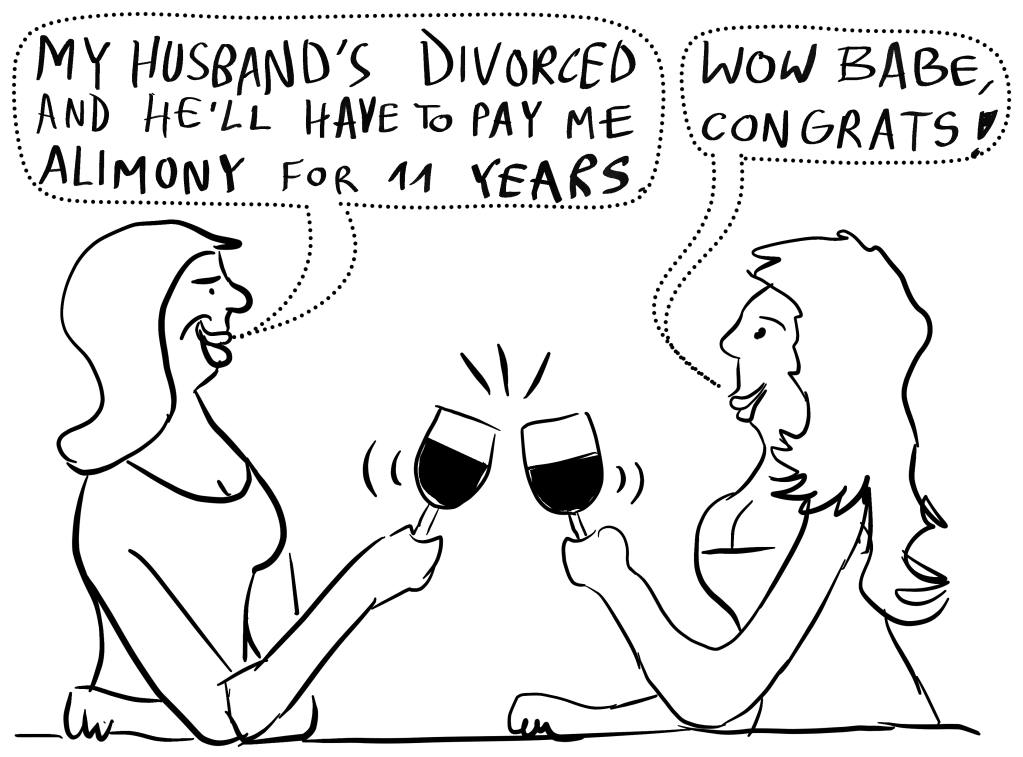 MY HUSBAND'S DIVORCED
AND HE'LL HAVE TO PAY ME
ALIMONY FOR 11 YEARS.
WOW BABE,
CONGRATS!